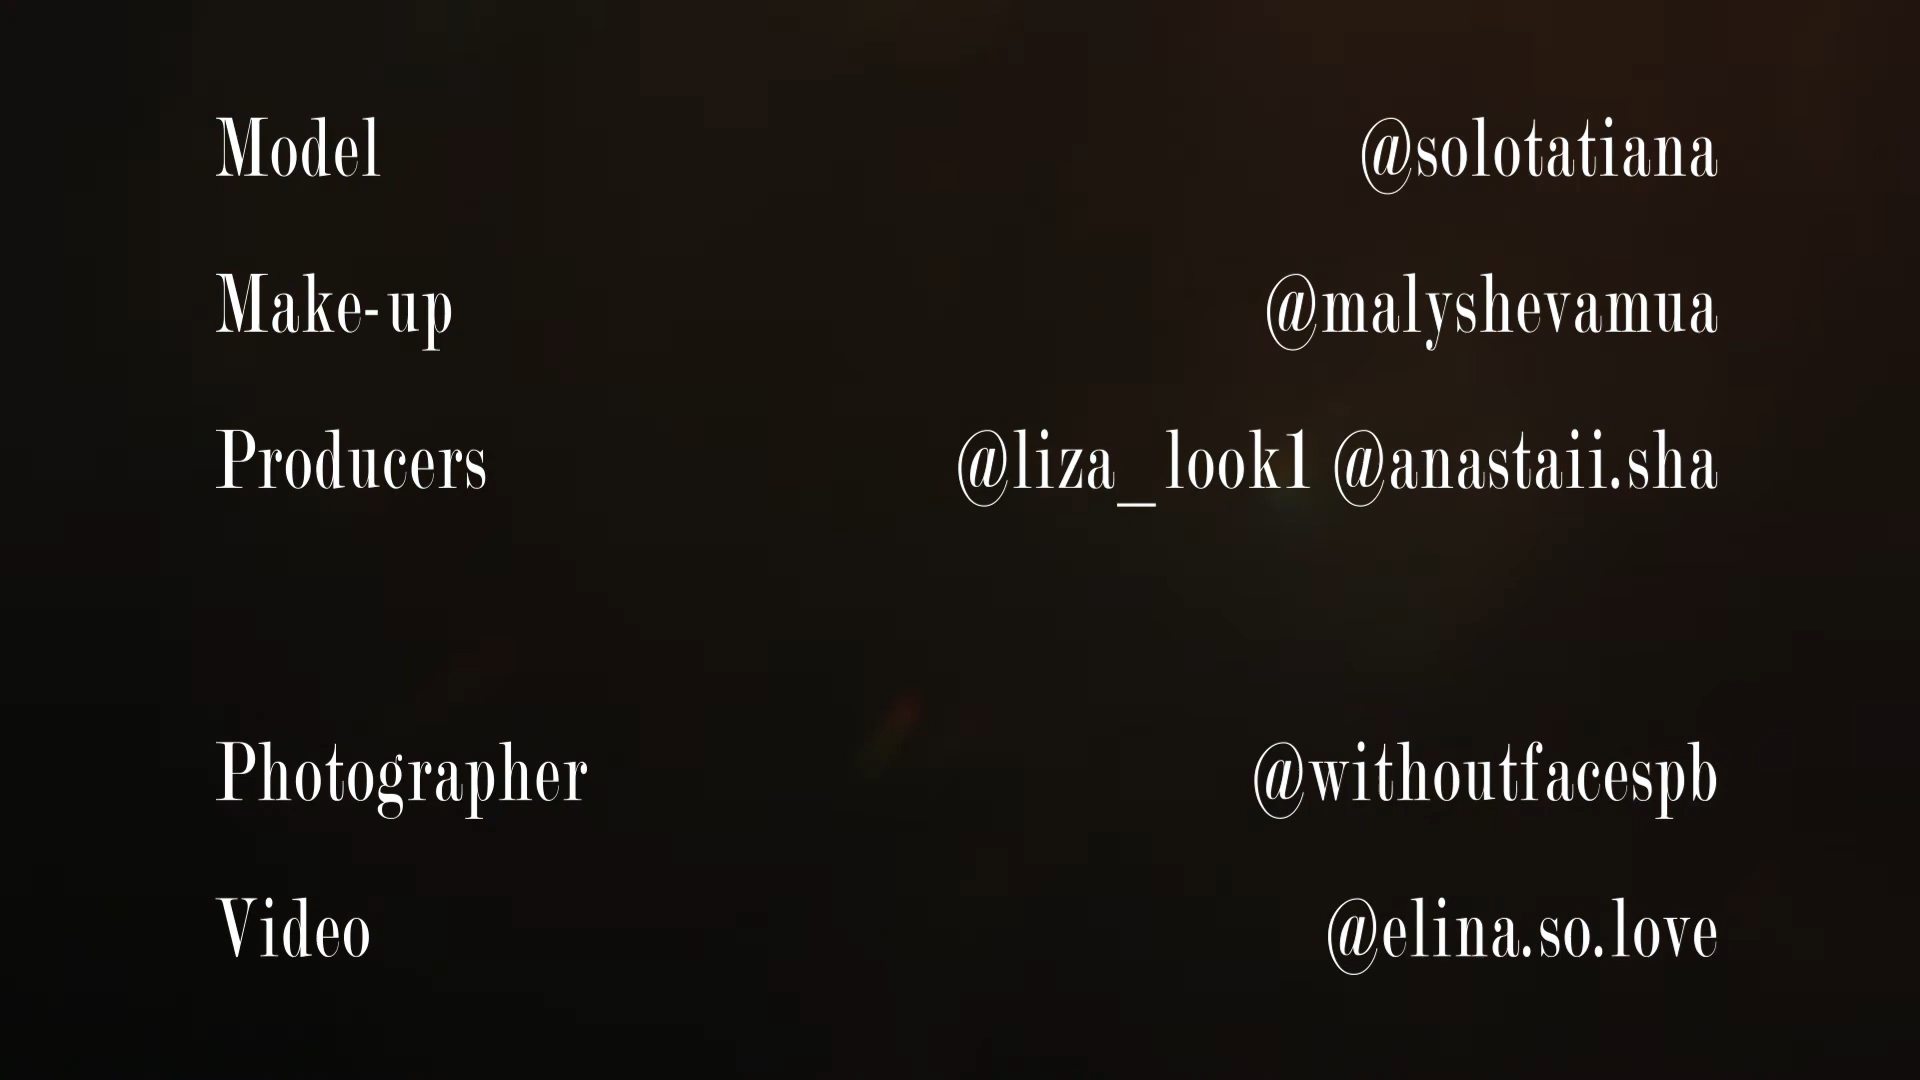 Model @solotatiana
Make-up @malyshevamua
Producers @liza_look1 @anastaii.sha
Photographer @withoutfacespb
Video @elina.so.love